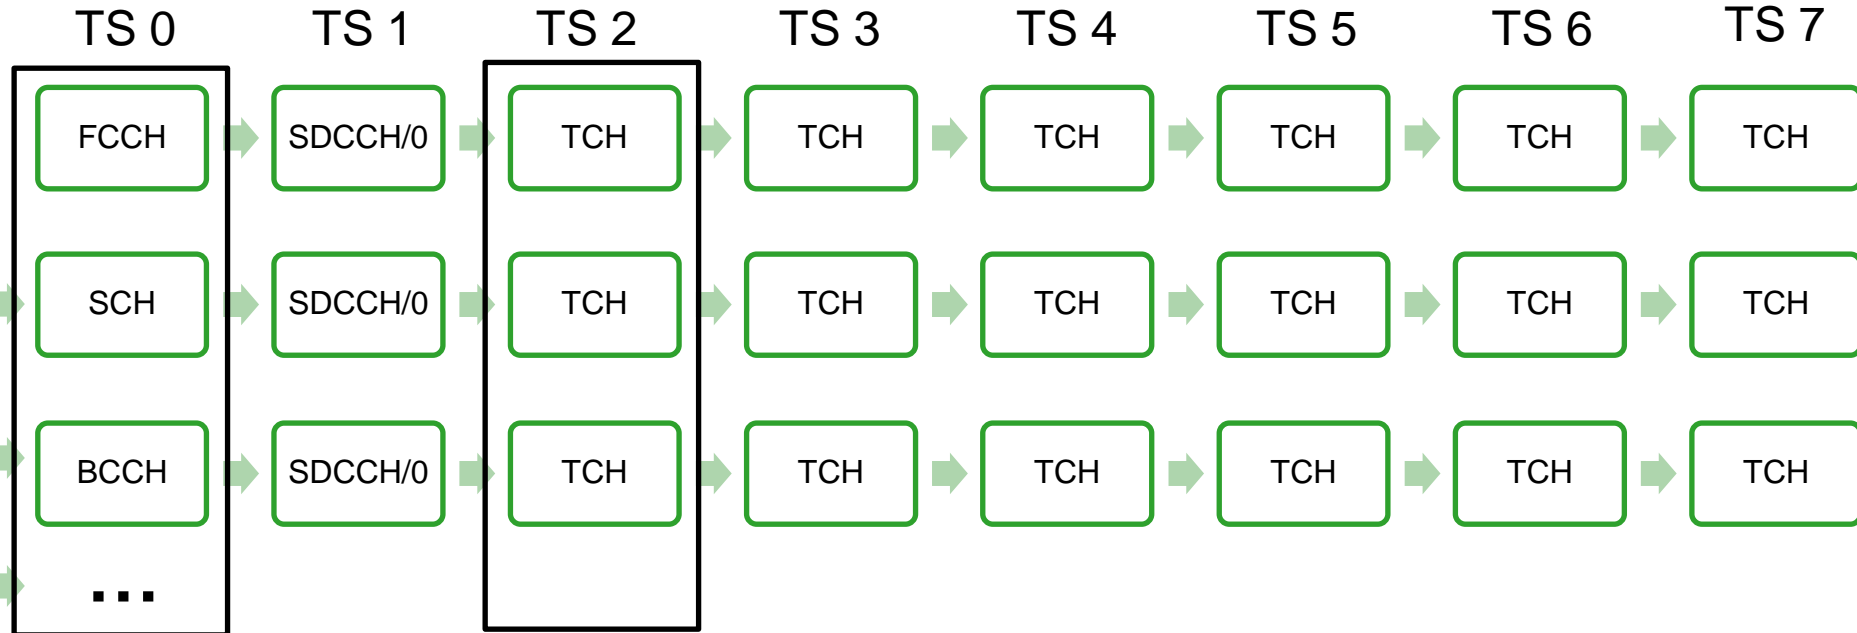 TS 0 TS 1 TS 2 TS 3 TS 4 TS 5 TS 6 TS 7
FCCH SDCCH/0 TCH TCH TCH TCH TCH TCH
SCH SDCCH/0 TCH TCH TCH TCH TCH TCH
BCCH SDCCH/0 TCH TCH TCH TCH TCH TCH
...